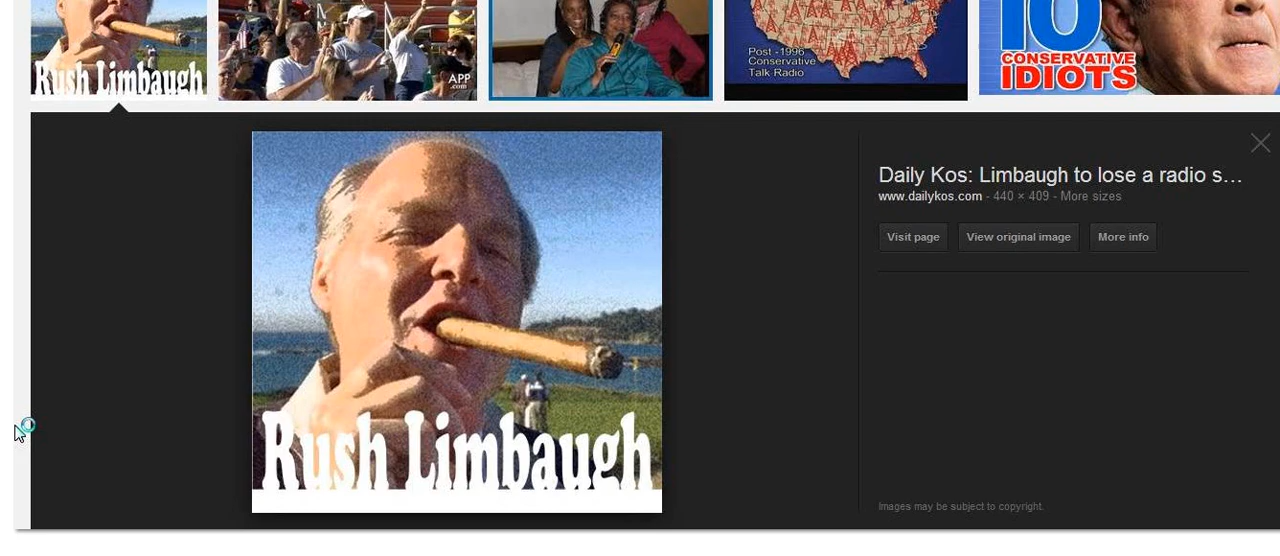 Rush Limbaugh
APP
.com
Post -1996
Conservative
Talk Radio
10
CONSERVATIVE
IDIOTS
Rush Limbaugh
Daily Kos: Limbaugh to lose a radio s...
www.dailykos.com - 440 × 409 - More sizes
Visit page
View original image
More info
Images may be subject to copyright.